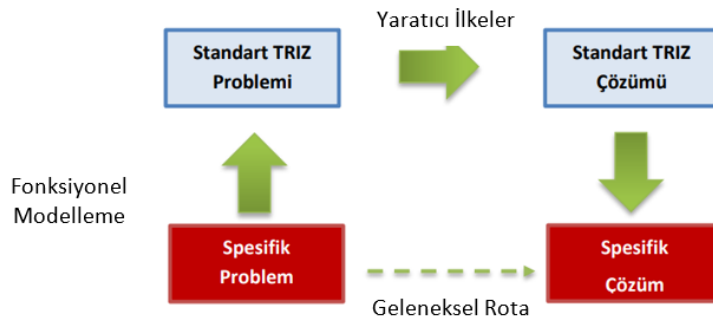 Yaratıcı İlkeler
Standart TRIZ
Problemi
Standart TRIZ
Çözümü
Fonksiyonel
Modelleme
Spesifik
Problem
Spesifik
Çözüm
Geleneksel Rota